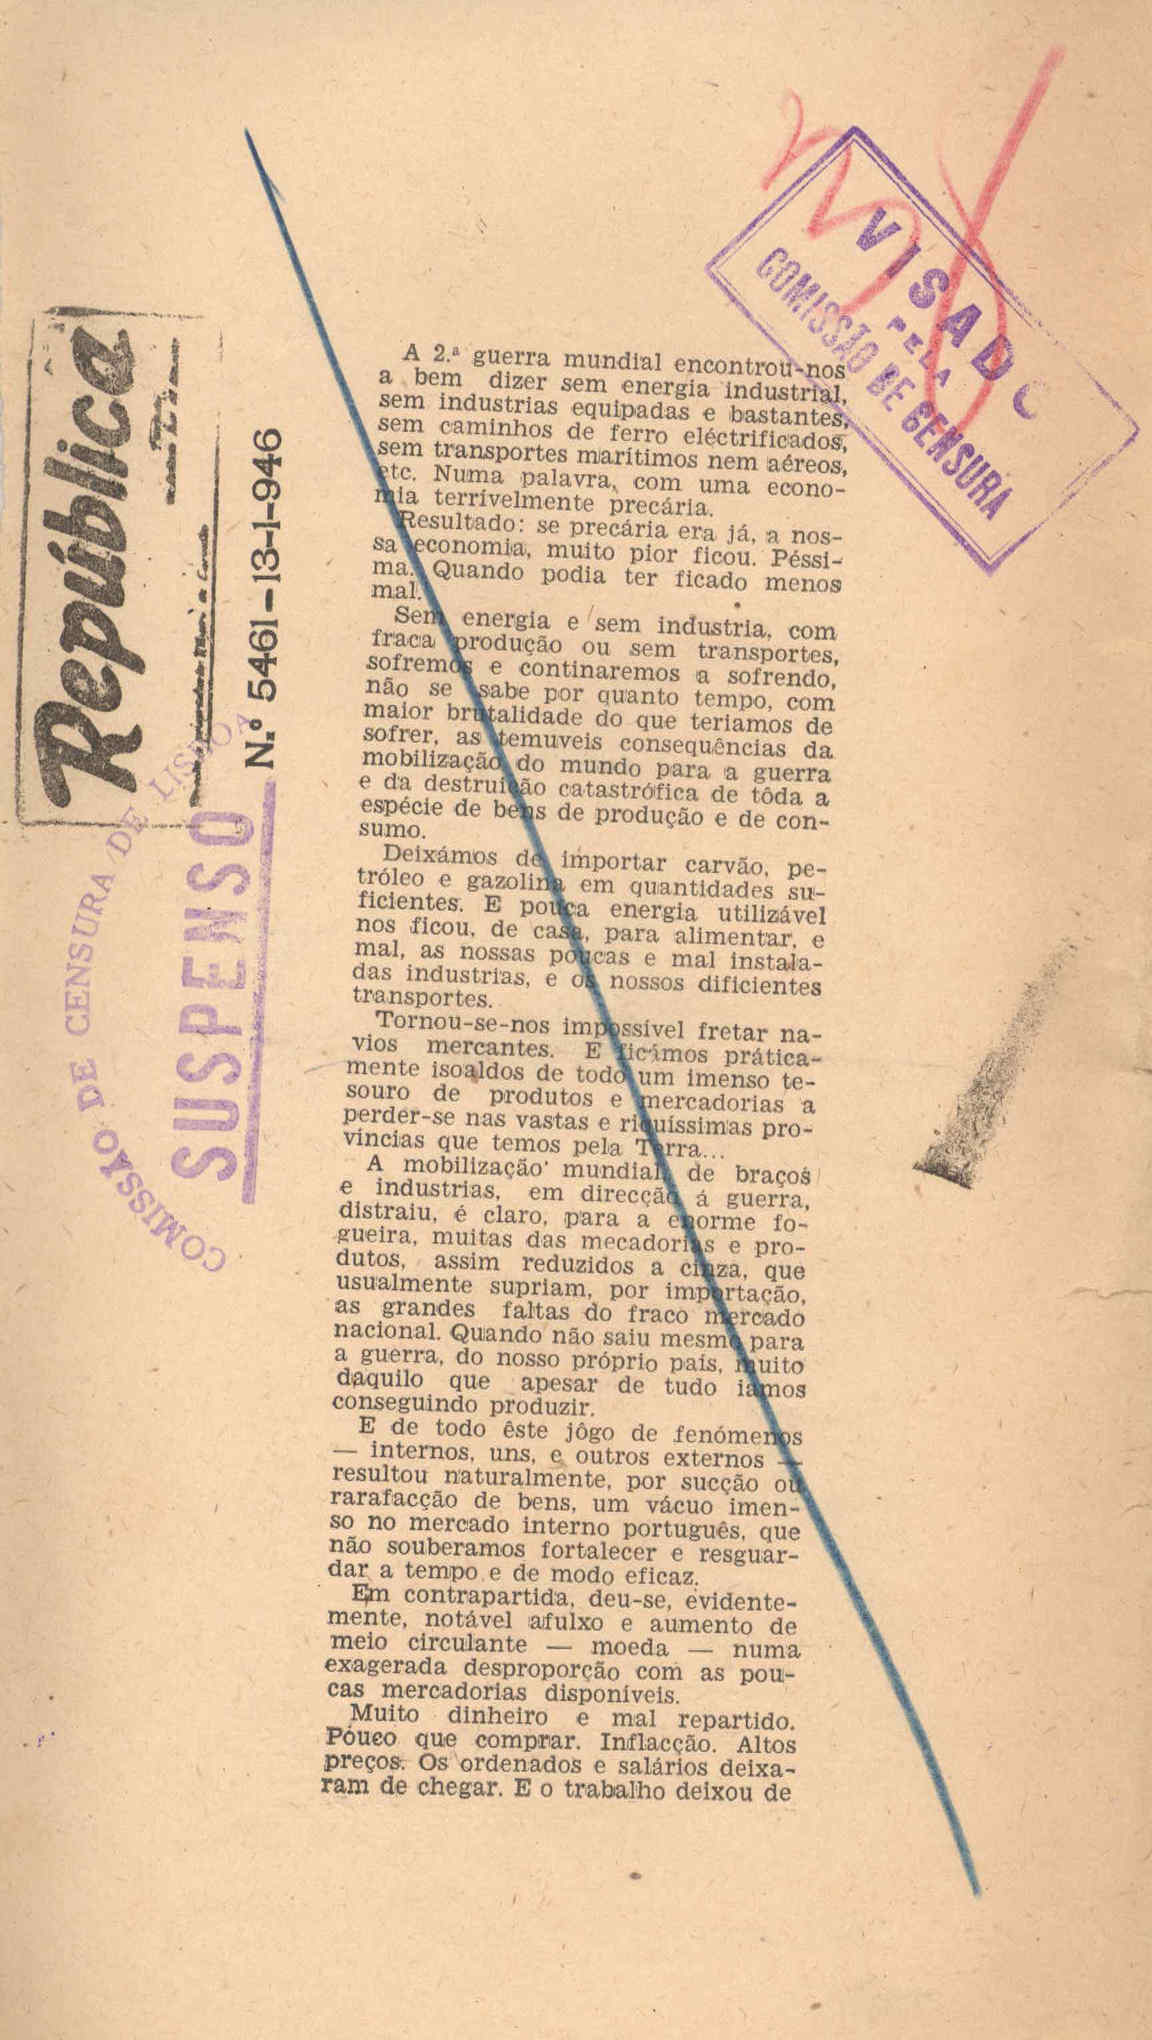 República
N.º 5461-13-1-946
COMISSÃO DE CENSURA DE LISBOA
SUSPENSO
VISADO
PELA
COMISSÃO DE CENSURA
A 2.ª guerra mundial encontrou-nos
a bem dizer sem energia industrial,
sem industrias equipadas e bastantes,
sem caminhos de ferro eléctrificados,
sem transportes marítimos nem aéreos,
etc. Numa palavra, com uma econo-
mia terrivelmente precária.
Resultado: se precária era já, a nos-
sa economia, muito pior ficou. Péssi-
ma. Quando podia ter ficado menos
mal.
Sem energia e sem industria, com
fraca produção ou sem transportes,
sofremos e continaremos a sofrendo,
não se sabe por quanto tempo, com
maior brutalidade do que teriamos de
sofrer, as temuveis consequências da
mobilização do mundo para a guerra
e da destruição catastrófica de tôda a
espécie de bens de produção e de con-
sumo.
Deixámos de importar carvão, pe-
tróleo e gazolina em quantidades su-
ficientes. E pouca energia utilizável
nos ficou, de casa, para alimentar, e
mal, as nossas poucas e mal instala-
das industrias, e os nossos dificientes
transportes.
Tornou-se-nos impossível fretar na-
vios mercantes. E ficámos prática-
mente isoaldos de todo um imenso te-
souro de produtos e mercadorias a
perder-se nas vastas e riquíssimas pro-
víncias que temos pela Terra...
A mobilização mundial de braços
e industrias, em direcção á guerra,
distraiu, é claro, para a enorme fo-
gueira, muitas das mecadorias e pro-
dutos, assim reduzidos a cinza, que
usualmente supriam, por importação,
as grandes faltas do fraco mercado
nacional. Quando não saiu mesmo para
a guerra, do nosso próprio país, muito
daquilo que apesar de tudo iamos
conseguindo produzir.
E de todo êste jôgo de fenómenos
— internos, uns, e outros externos —
resultou naturalmente, por sucção ou
rarafacção de bens, um vácuo imen-
so no mercado interno português, que
não souberamos fortalecer e resguar-
dar a tempo e de modo eficaz.
Em contrapartida, deu-se, evidente-
mente, notável afulxo e aumento de
meio circulante — moeda — numa
exagerada desproporção com as pou-
cas mercadorias disponíveis.
Muito dinheiro e mal repartido.
Pouco que comprar. Inflacção. Altos
preços. Os ordenados e salários deixa-
ram de chegar. E o trabalho deixou de